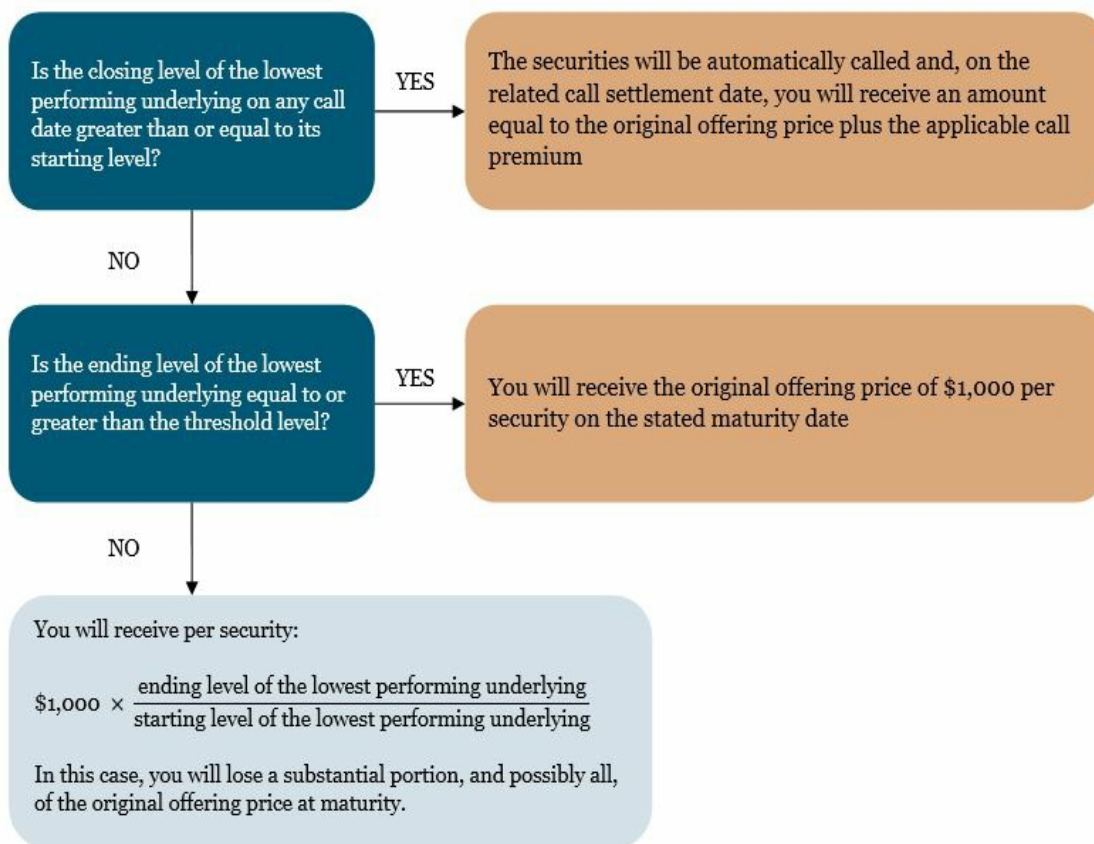 Is the closing level of the lowest
performing underlying on any call
date greater than or equal to its
starting level?
YES
The securities will be automatically called and, on the
related call settlement date, you will receive an amount
equal to the original offering price plus the applicable call
premium
NO
Is the ending level of the lowest
performing underlying equal to or
greater than the threshold level?
YES
You will receive the original offering price of $1,000 per
security on the stated maturity date
NO
You will receive per security:
$1,000 ×
ending level of the lowest performing underlying
starting level of the lowest performing underlying
In this case, you will lose a substantial portion, and possibly all,
of the original offering price at maturity.